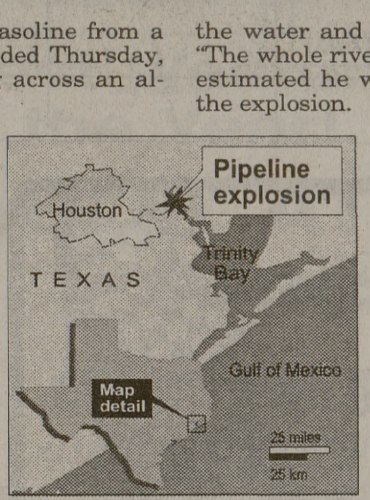 asoline from a
ded Thursday,
across an al-
the water and
“The whole rive
estimated he w
the explosion.
Pipeline
explosion
Houston
Trinity
Bay
TEXAS
Gulf of Mexico
Map
detail
25 miles
25 km